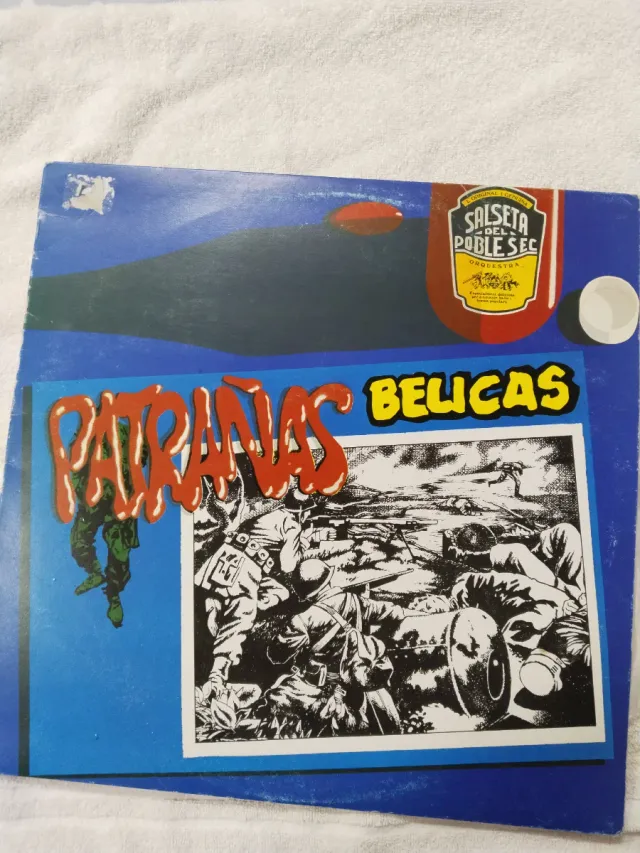 SALSETA
DEL
POBLE SEC
ORQUESTRA
PATRAÑAS
BELICAS